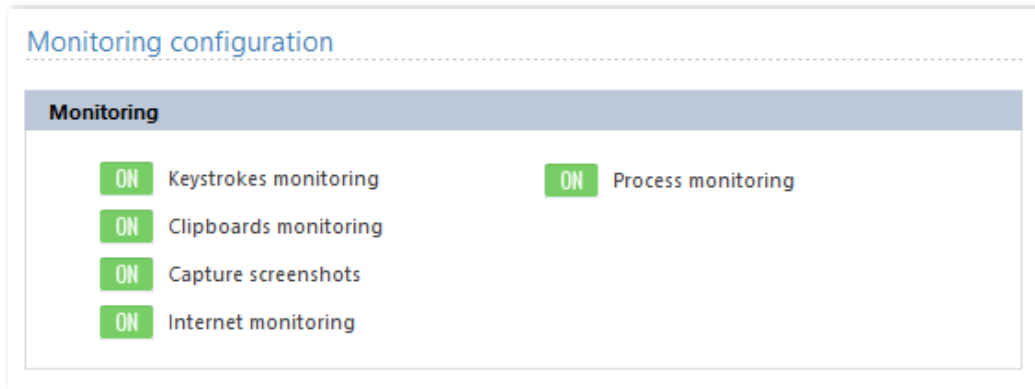 Monitoring configuration
Monitoring
ON Keystrokes monitoring
ON Process monitoring
ON Clipboards monitoring
ON Capture screenshots
ON Internet monitoring